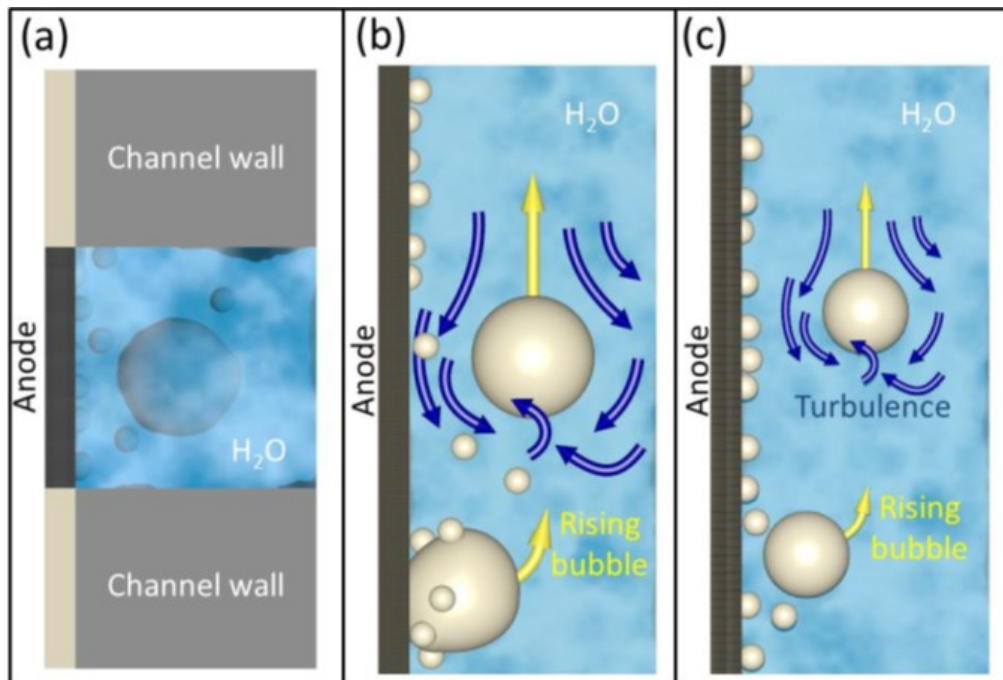 (a)
Channel wall
Anode
H₂O
Channel wall
(b)
H₂O
Anode
Rising
bubble
(c)
H₂O
Anode
Turbulence
Rising
bubble